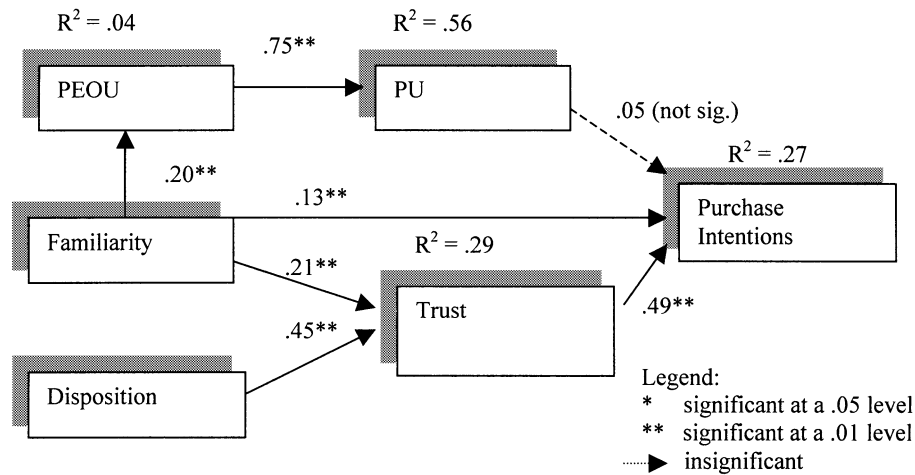 R² = .04
R² = .56
.75**
PEOU
PU
.05 (not sig.)
R² = .27
.20**
.13**
Purchase
Intentions
Familiarity
R² = .29
.21**
Trust
.49**
.45**
Disposition
Legend:
* significant at a .05 level
** significant at a .01 level
insignificant